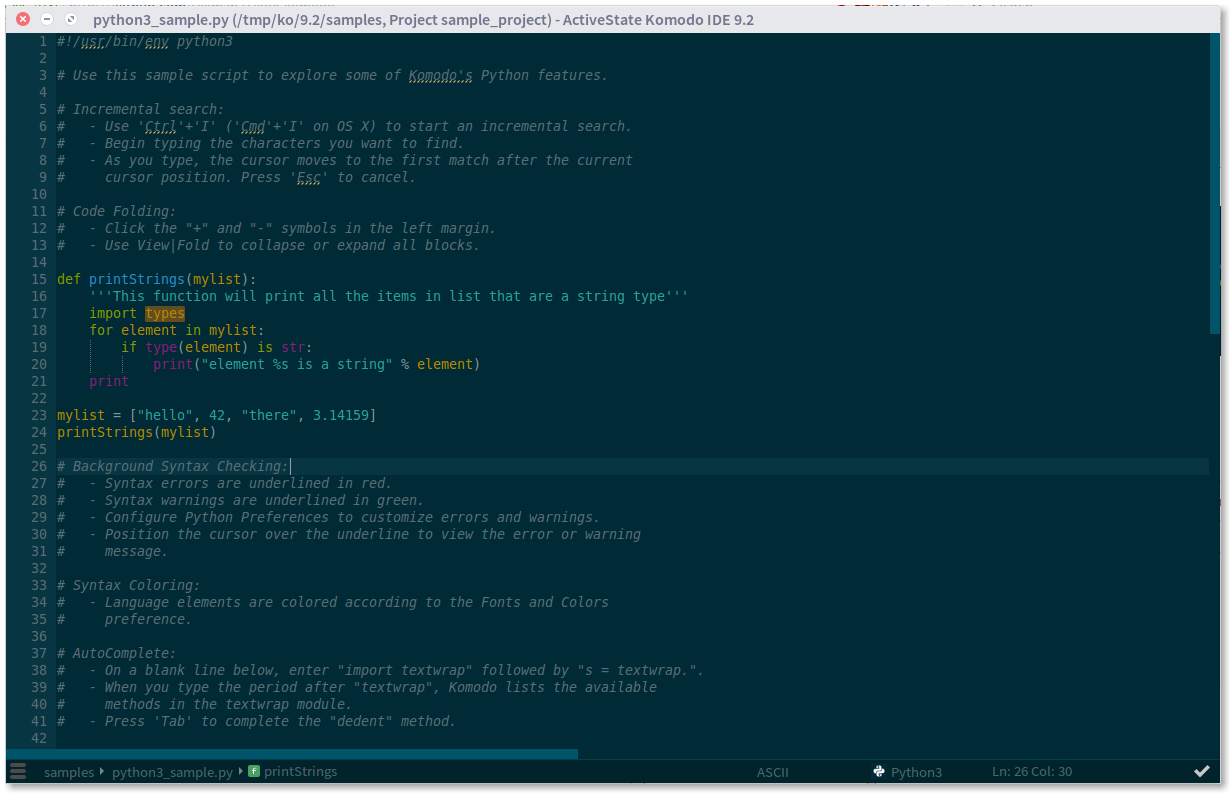 python3_sample.py (/tmp/ko/9.2/samples, Project sample_project) - ActiveState Komodo IDE 9.2
1 #!/usr/bin/env python3
2
3 # Use this sample script to explore some of Komodo's Python features.
4
5 # Incremental search:
6 #   - Use 'Ctrl'+'I' ('Cmd'+'I' on OS X) to start an incremental search.
7 #   - Begin typing the characters you want to find.
8 #   - As you type, the cursor moves to the first match after the current
9 #     cursor position. Press 'Esc' to cancel.
10
11 # Code Folding:
12 #   - Click the "+" and "-" symbols in the left margin.
13 #   - Use View|Fold to collapse or expand all blocks.
14
15 def printStrings(mylist):
16     '''This function will print all the items in list that are a string type'''
17     import types
18     for element in mylist:
19         if type(element) is str:
20             print("element %s is a string" % element)
21     print
22
23 mylist = ["hello", 42, "there", 3.14159]
24 printStrings(mylist)
25
26 # Background Syntax Checking:
27 #   - Syntax errors are underlined in red.
28 #   - Syntax warnings are underlined in green.
29 #   - Configure Python Preferences to customize errors and warnings.
30 #   - Position the cursor over the underline to view the error or warning
31 #     message.
32
33 # Syntax Coloring:
34 #   - Language elements are colored according to the Fonts and Colors
35 #     preference.
36
37 # AutoComplete:
38 #   - On a blank line below, enter "import textwrap" followed by "s = textwrap.".
39 #   - When you type the period after "textwrap", Komodo lists the available
40 #     methods in the textwrap module.
41 #   - Press 'Tab' to complete the "dedent" method.
42
samples python3_sample.py f printStrings ASCII Python3 Ln: 26 Col: 30